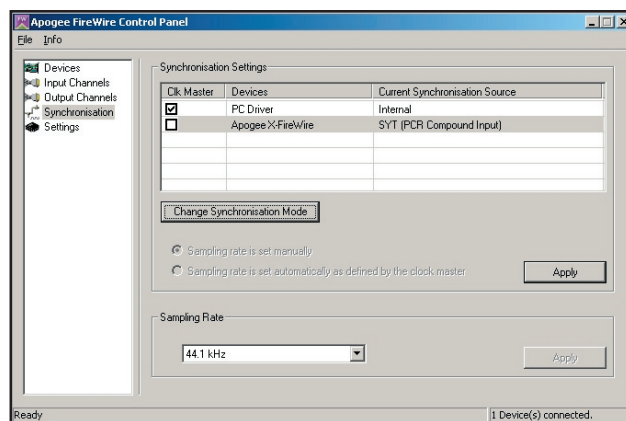 Apogee FireWire Control Panel
File Info
Devices
Input Channels
Output Channels
Synchronisation
Settings
Synchronisation Settings
Clk Master Devices Current Synchronisation Source
PC Driver Internal
Apogee X-FireWire SYT (PCR Compound Input)
Change Synchronisation Mode
Sampling rate is set manually
Sampling rate is set automatically as defined by the clock master
Apply
Sampling Rate
44.1 kHz
Apply
Ready
1 Device(s) connected.